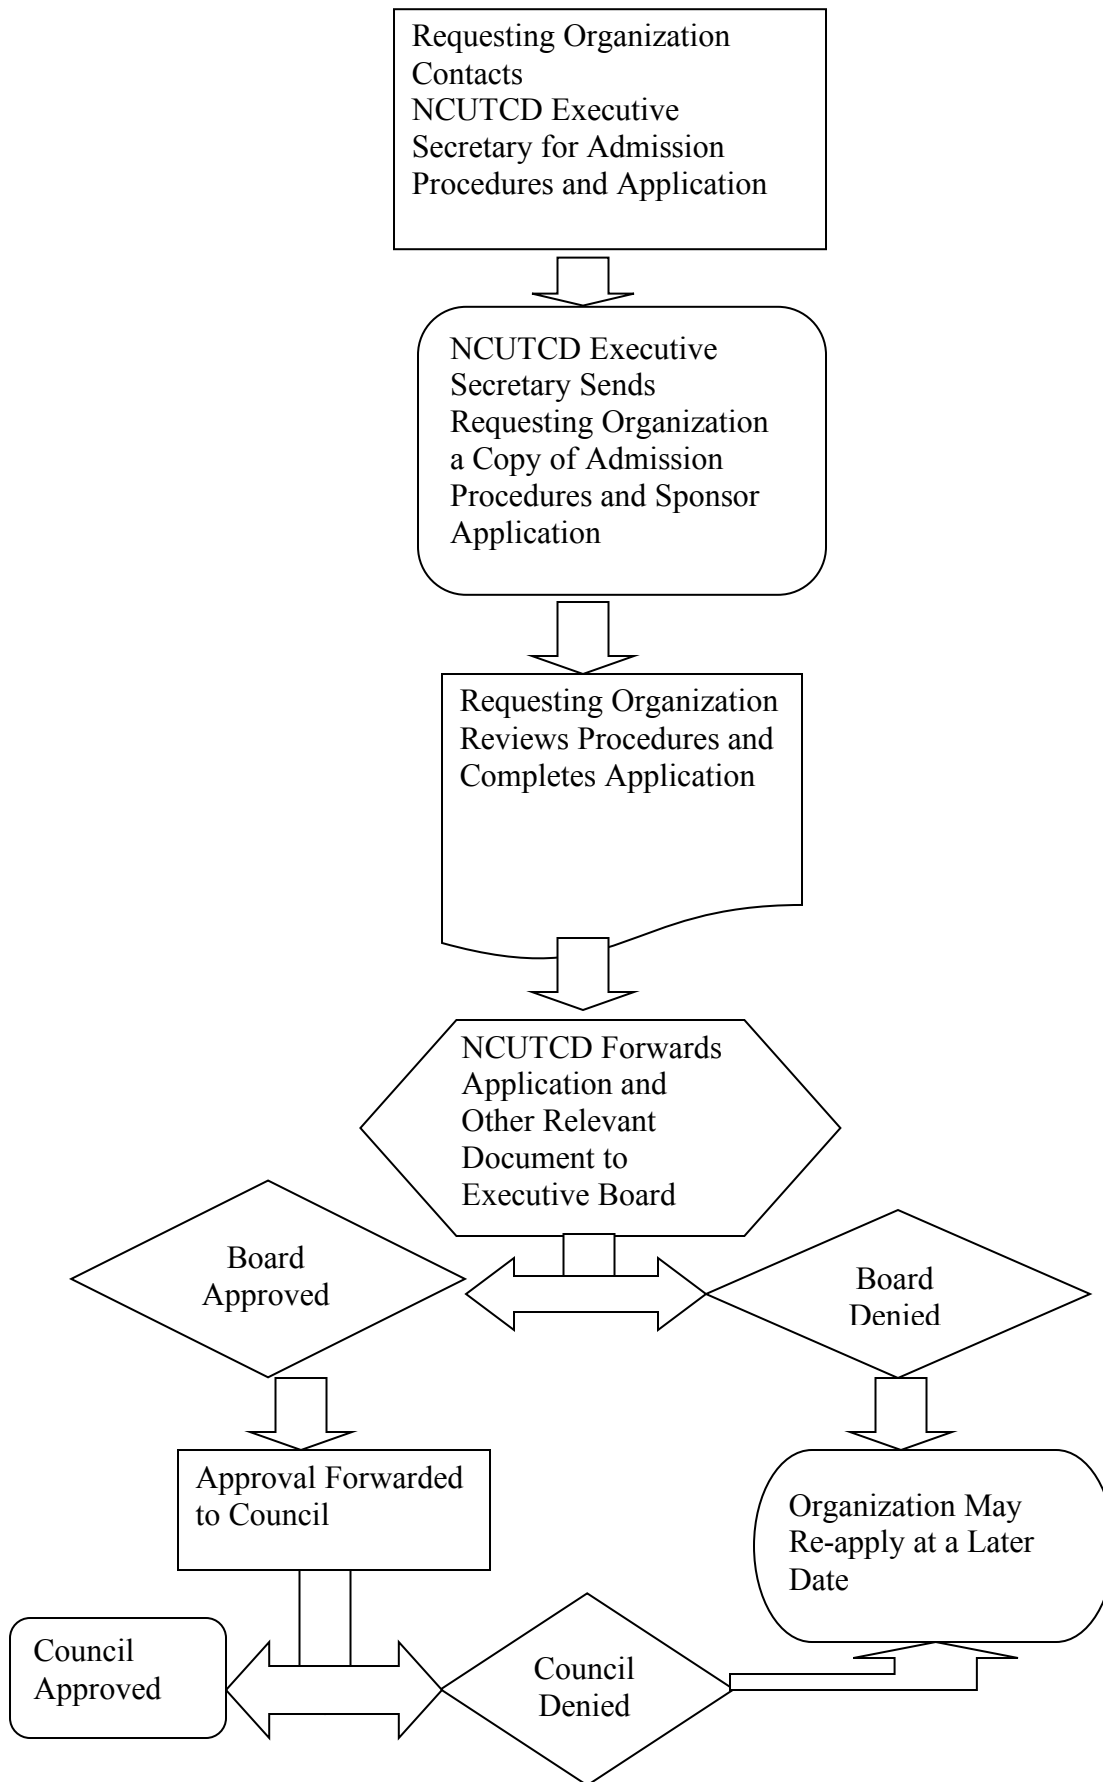 Requesting Organization
Contacts
NCUTCD Executive
Secretary for Admission
Procedures and Application
NCUTCD Executive
Secretary Sends
Requesting Organization
a Copy of Admission
Procedures and Sponsor
Application
Requesting Organization
Reviews Procedures and
Completes Application
NCUTCD Forwards
Application and
Other Relevant
Document to
Executive Board
Board
Approved
Board
Denied
Approval Forwarded
to Council
Organization May
Re-apply at a Later
Date
Council
Approved
Council
Denied